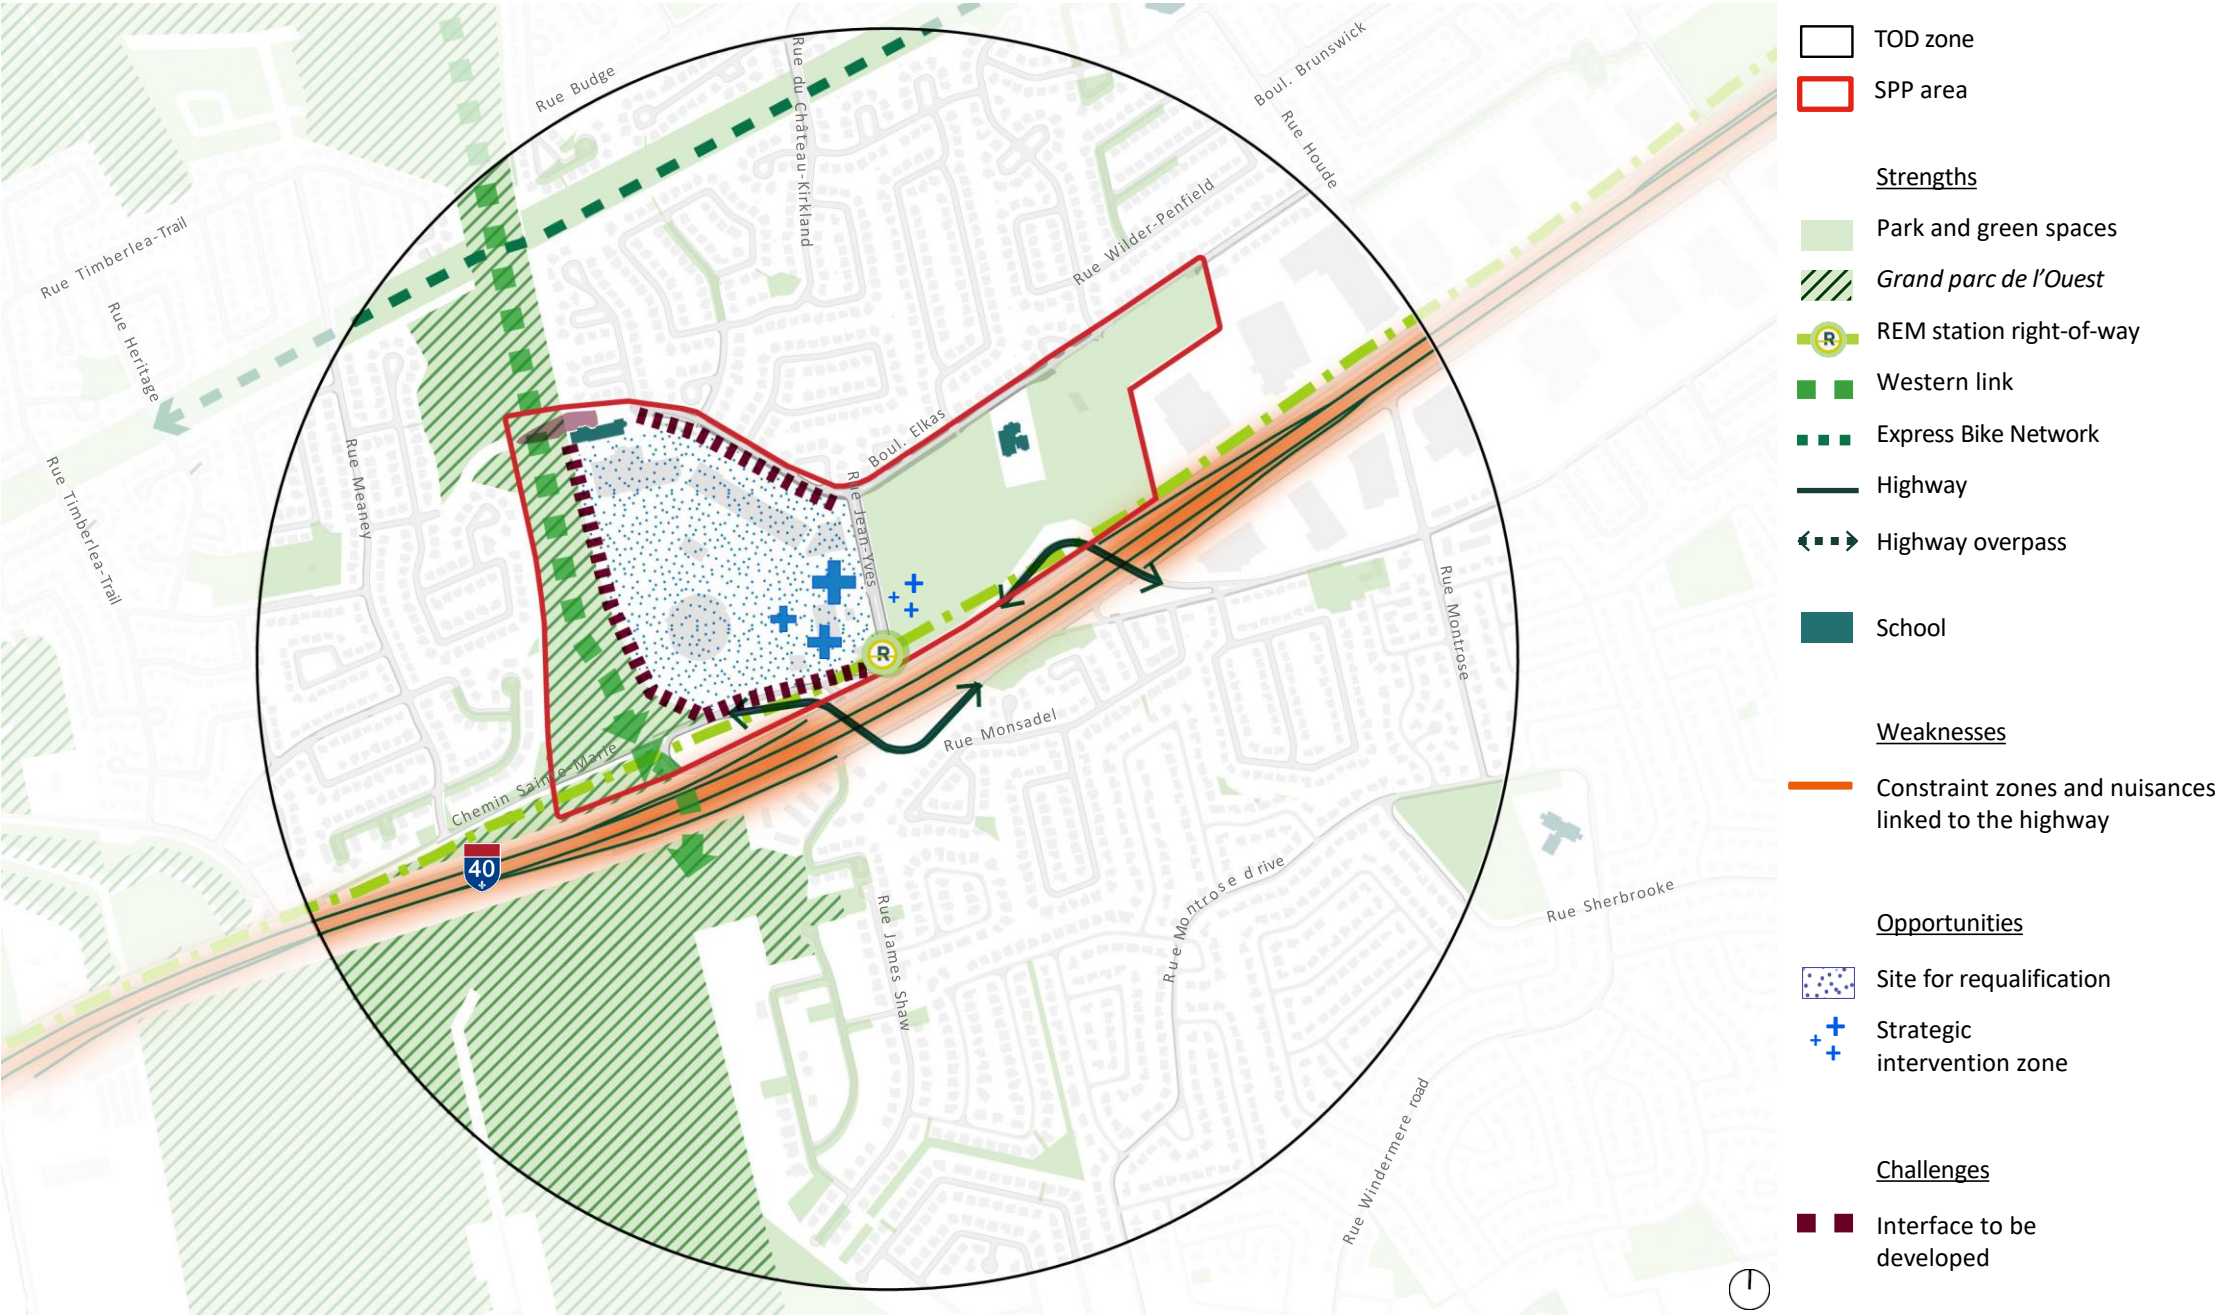 Rue Budge
Rue du Château-Kirkland
Boul. Brunswick
Rue Houde
Rue Timberlea-Trail
Rue Heritage
Rue Wilder-Penfield
Rue Timberlea-Trail
Rue Meaney
Boul. Elkas
Rue Jean-Yves
R
Rue Montrose
Rue Monsadel
Chemin Sainte-Marie
40
Rue James Shaw
Rue Montrose drive
Rue Sherbrooke
Rue Windermere road
TOD zone
SPP area
Strengths
Park and green spaces
Grand parc de l’Ouest
R
REM station right-of-way
Western link
Express Bike Network
Highway
Highway overpass
School
Weaknesses
Constraint zones and nuisances
linked to the highway
Opportunities
Site for requalification
Strategic
intervention zone
Challenges
Interface to be
developed